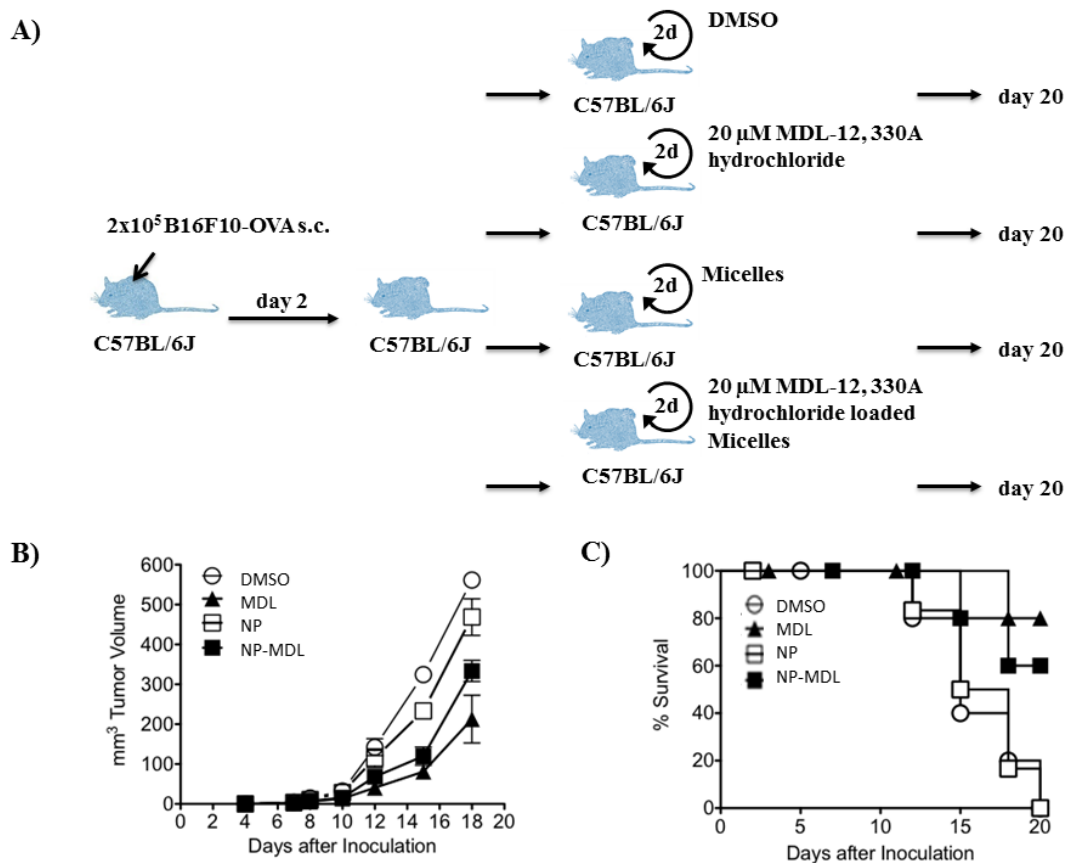 A)
2d
DMSO
C57BL/6J
day 20
2d
20 µM MDL-12, 330A
hydrochloride
C57BL/6J
day 20
2x10⁵ B16F10-OVA s.c.
C57BL/6J
day 2
C57BL/6J
2d
Micelles
C57BL/6J
day 20
2d
20 µM MDL-12, 330A
hydrochloride loaded
Micelles
C57BL/6J
day 20
B)
600
500
400
300
200
100
0
mm³ Tumor Volume
DMSO
MDL
NP
NP-MDL
0 2 4 6 8 10 12 14 16 18 20
Days after Inoculation
C)
100
80
60
40
20
0
% Survival
DMSO
MDL
NP
NP-MDL
0 5 10 15 20
Days after Inoculation